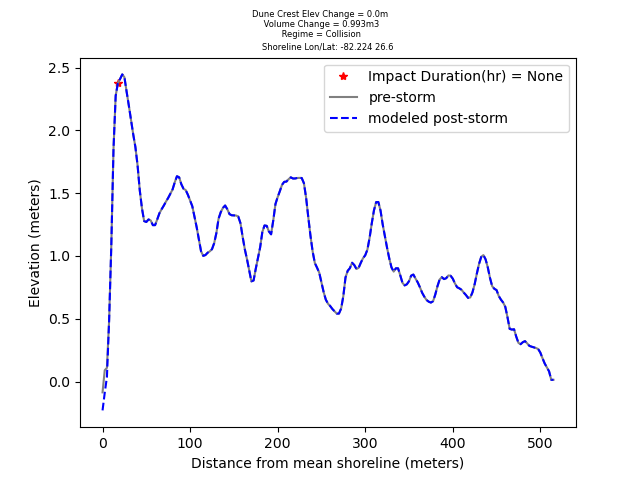 Dune Crest Elev Change = 0.0m
Volume Change = 0.993m3
Regime = Collision
Shoreline Lon/Lat: -82.224 26.6
Impact Duration(hr) = None
pre-storm
modeled post-storm
Elevation (meters)
2.5
2.0
1.5
1.0
0.5
0.0
0
100
200
300
400
500
Distance from mean shoreline (meters)